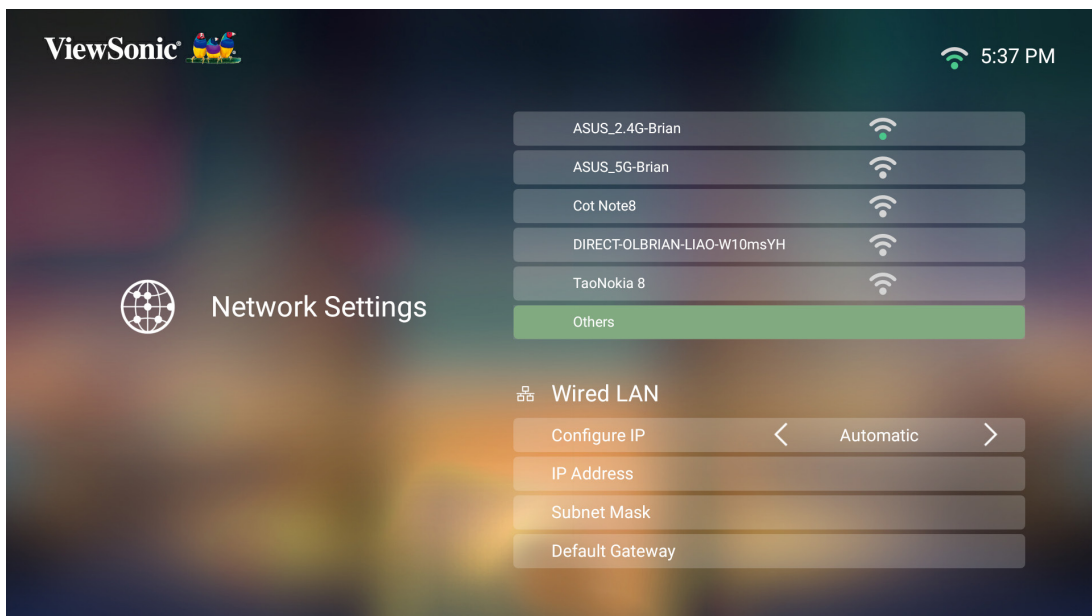 ViewSonic®
5:37 PM
ASUS_2.4G-Brian
ASUS_5G-Brian
Cot Note8
DIRECT-OLBRIAN-LIAO-W10msYH
TaoNokia 8
Network Settings
Others
Wired LAN
Configure IP Automatic
IP Address
Subnet Mask
Default Gateway